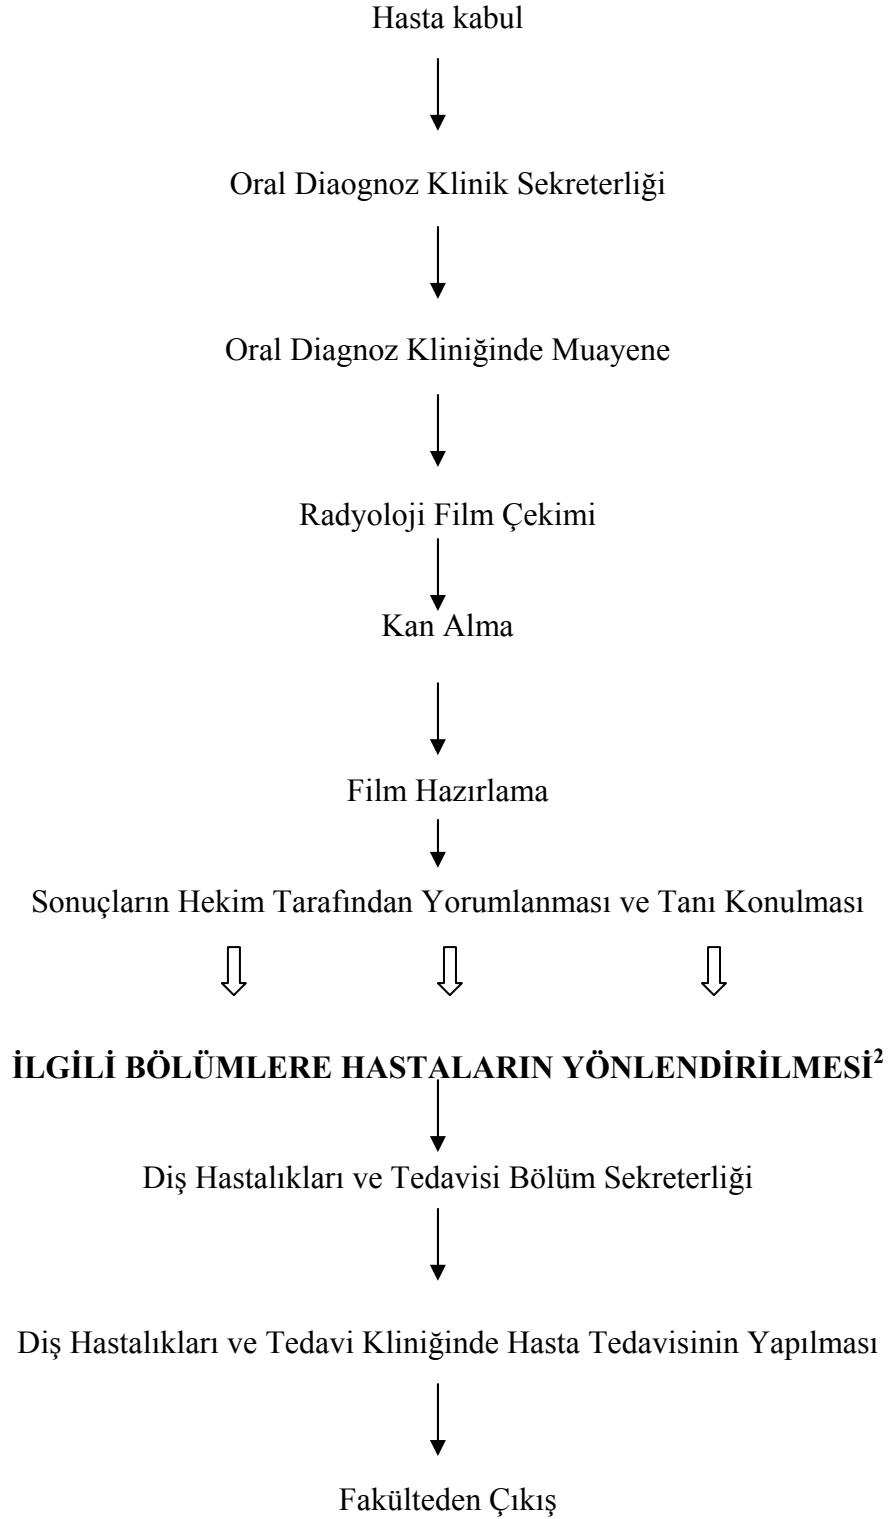 Hasta kabul
Oral Diaognoz Klinik Sekreterliği
Oral Diagnoz Kliniğinde Muayene
Radyoloji Film Çekimi
Kan Alma
Film Hazırlama
Sonuçların Hekim Tarafından Yorumlanması ve Tanı Konulması
İLGİLİ BÖLÜMLERE HASTALARIN YÖNLENDİRİLMESİ²
Diş Hastalıkları ve Tedavisi Bölüm Sekreterliği
Diş Hastalıkları ve Tedavi Kliniğinde Hasta Tedavisinin Yapılması
Fakülteden Çıkış